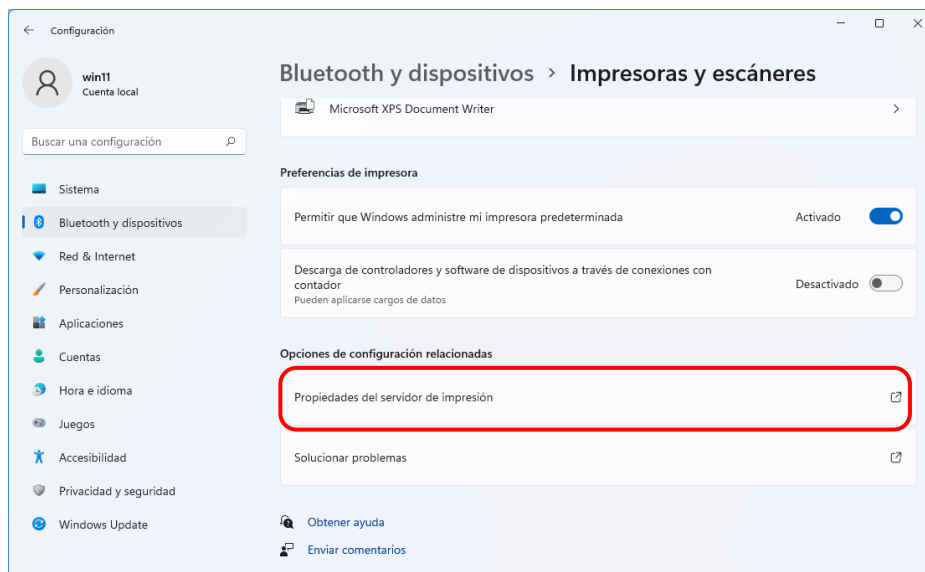 Configuración
win11
Cuenta local
Buscar una configuración
Sistema
Bluetooth y dispositivos
Red & Internet
Personalización
Aplicaciones
Cuentas
Hora e idioma
Juegos
Accesibilidad
Privacidad y seguridad
Windows Update
Bluetooth y dispositivos > Impresoras y escáneres
Microsoft XPS Document Writer
Preferencias de impresora
Permitir que Windows administre mi impresora predeterminada Activado
Descarga de controladores y software de dispositivos a través de conexiones con
contador
Pueden aplicarse cargos de datos
Desactivado
Opciones de configuración relacionadas
Propiedades del servidor de impresión
Solucionar problemas
Obtener ayuda
Enviar comentarios